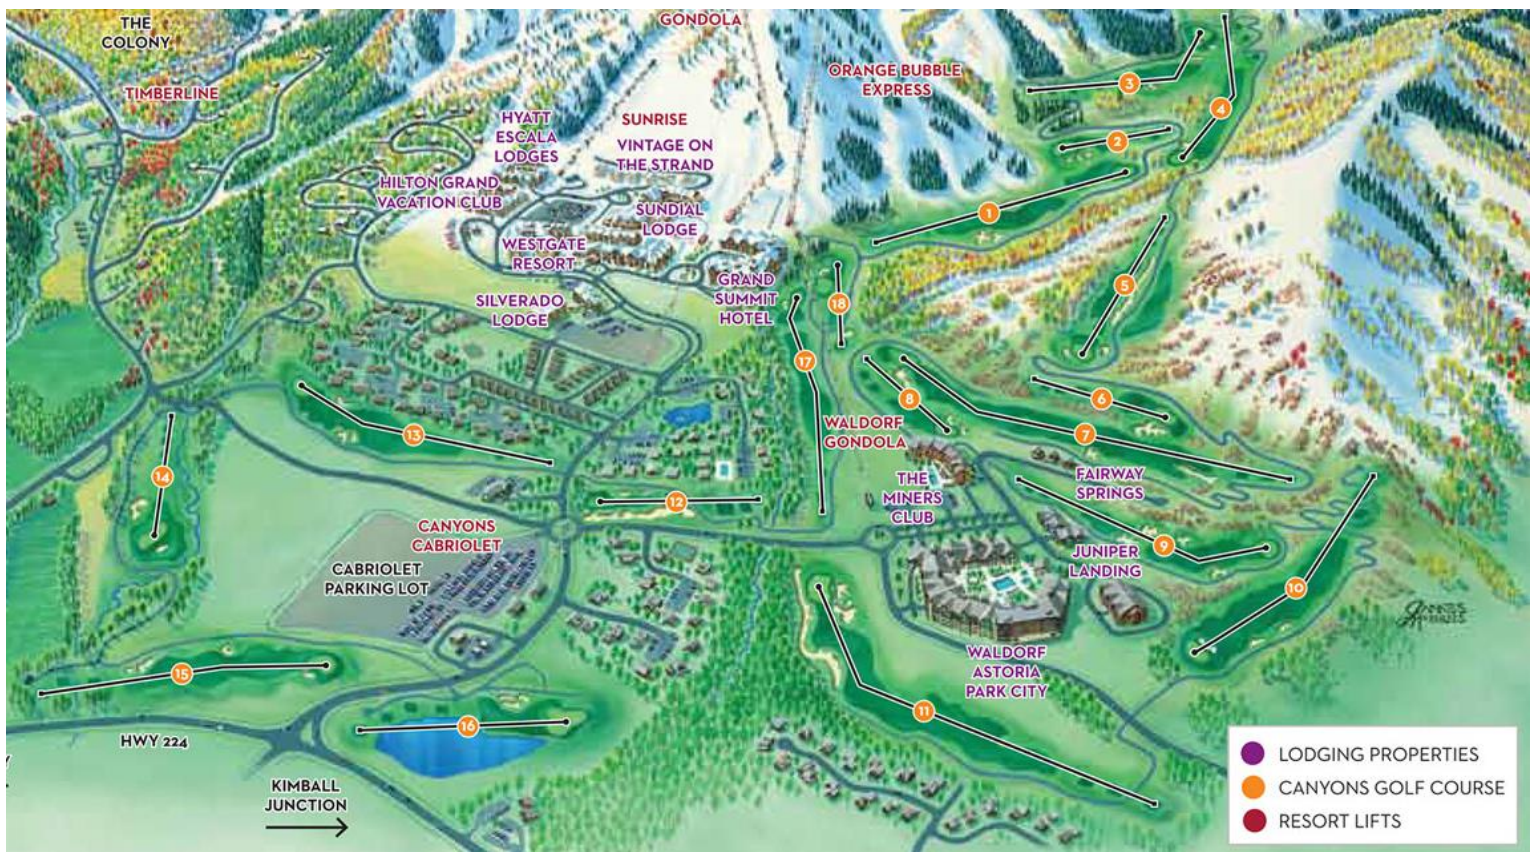 THE
COLONY
TIMBERLINE
GONDOLA
ORANGE BUBBLE
EXPRESS
SUNRISE
HYATT
ESCALA
LODGES
VINTAGE ON
THE STRAND
HILTON GRAND
VACATION CLUB
SUNDIAL
LODGE
WESTGATE
RESORT
GRAND
SUMMIT
HOTEL
SILVERADO
LODGE
3
4
2
1
5
18
17
6
8
7
13
WALDORF
GONDOLA
14
12
THE
MINERS
CLUB
FAIRWAY
SPRINGS
CANYONS
CABRIOLET
CABRIOLET
PARKING LOT
9
JUNIPER
LANDING
10
15
WALDORF
ASTORIA
PARK CITY
16
11
HWY 224
KIMBALL
JUNCTION
LODGING PROPERTIES
CANYONS GOLF COURSE
RESORT LIFTS